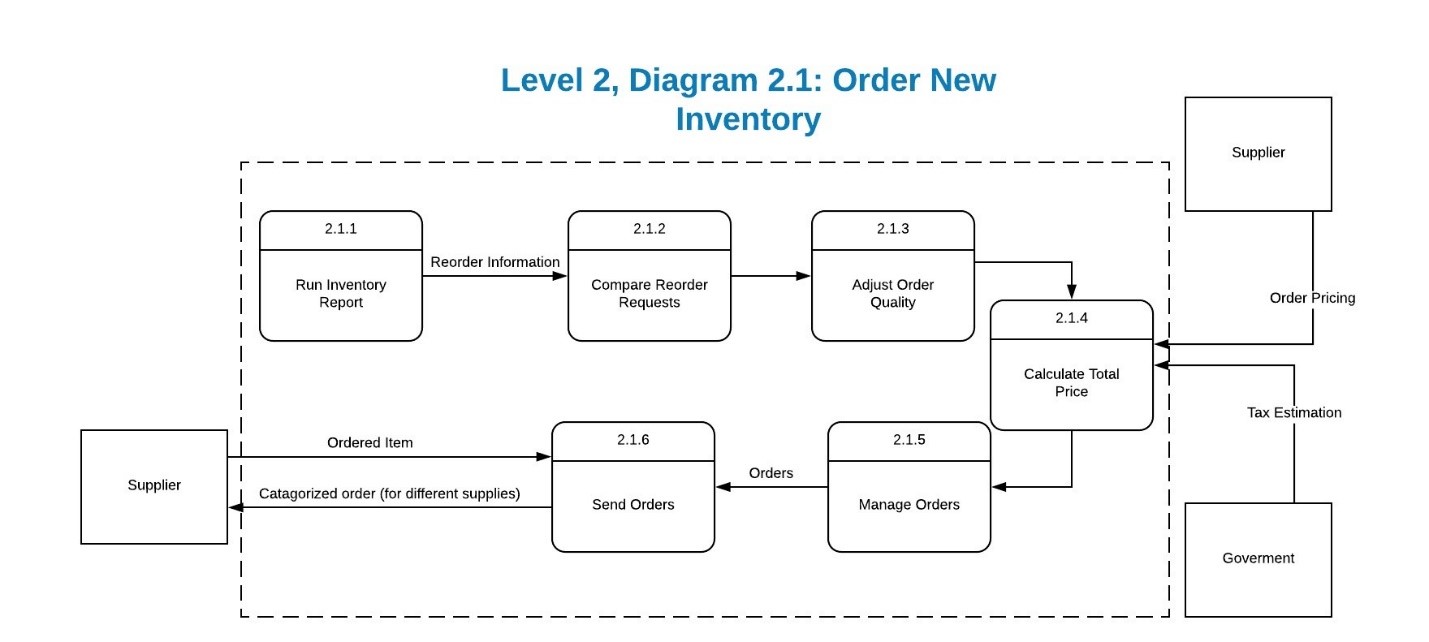 Level 2, Diagram 2.1: Order New
Inventory
Supplier
2.1.1
Run Inventory
Report
Reorder Information
2.1.2
Compare Reorder
Requests
2.1.3
Adjust Order
Quality
2.1.4
Calculate Total
Price
Order Pricing
Tax Estimation
Goverment
2.1.5
Manage Orders
Orders
2.1.6
Send Orders
Ordered Item
Catagorized order (for different supplies)
Supplier